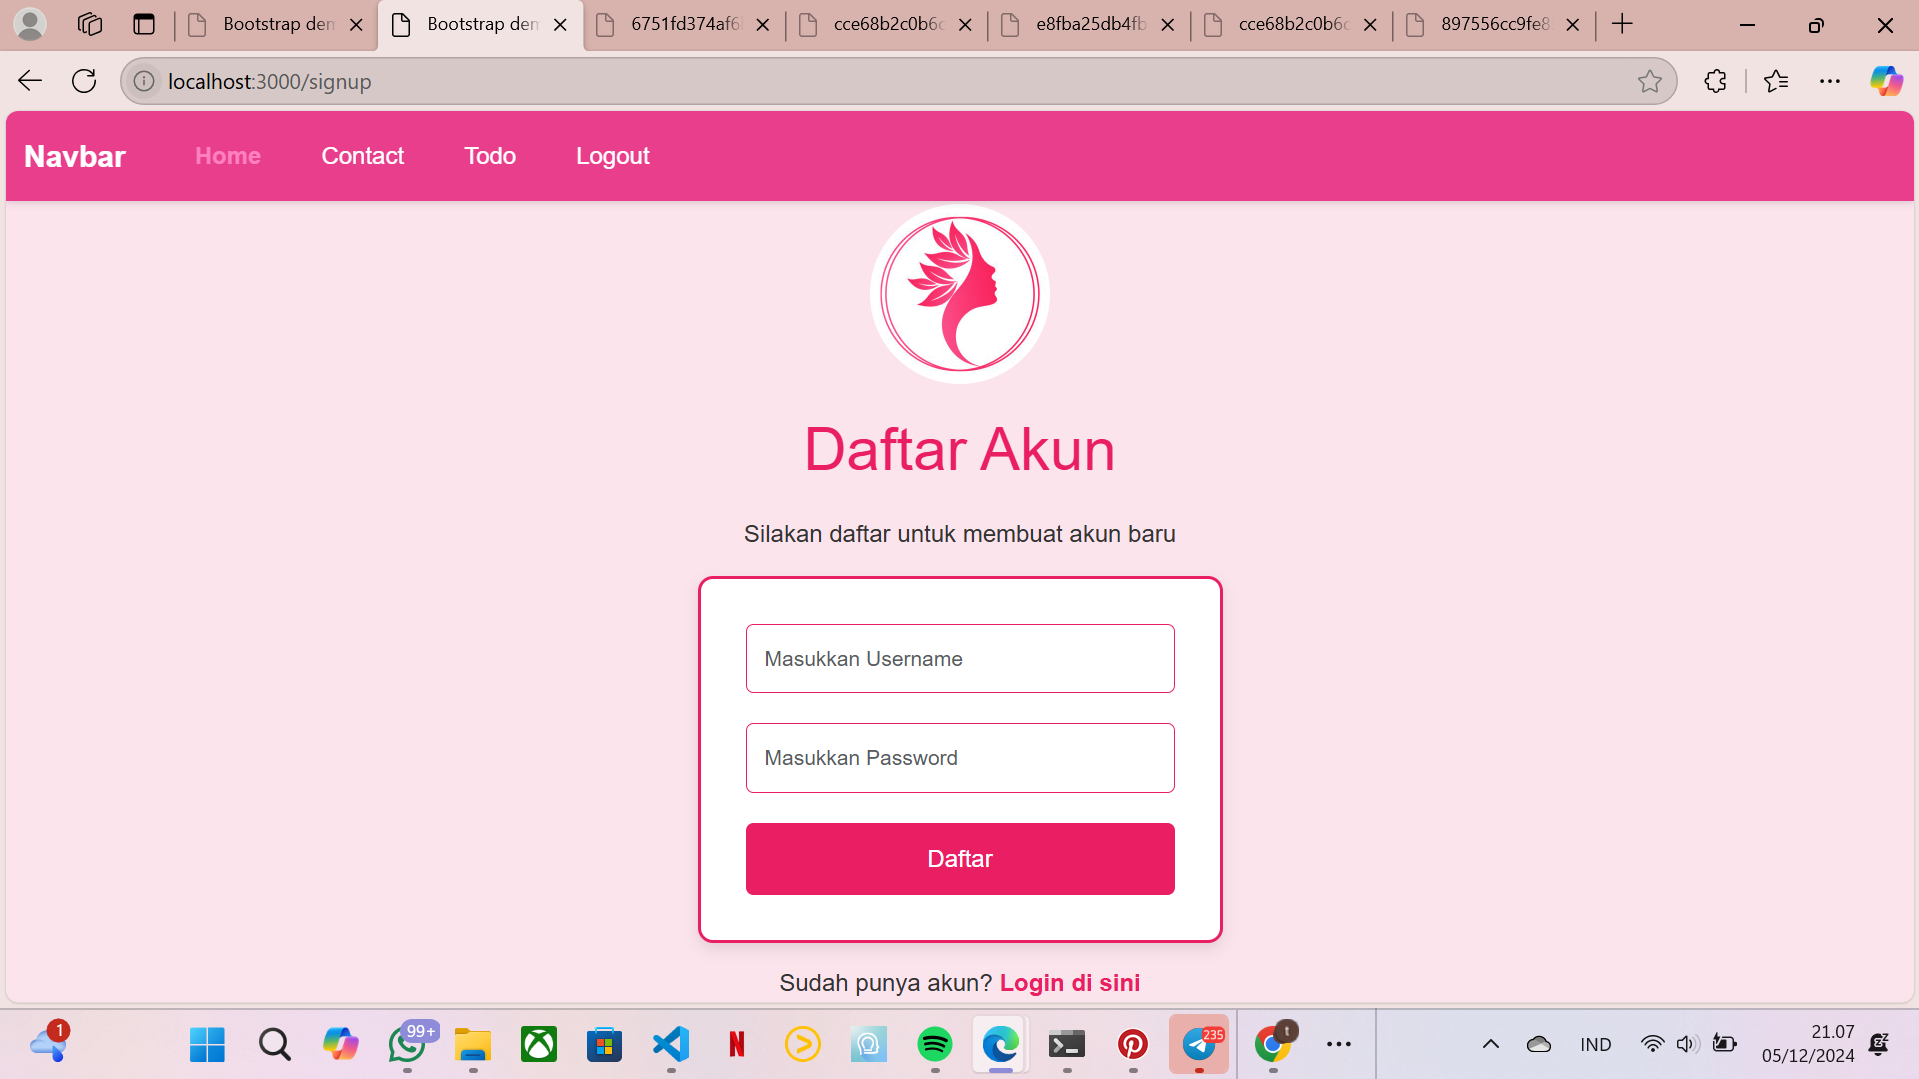 Bootstrap den
Bootstrap den
6751fd374af6
cce68b2c0b6c
e8fba25db4fb
cce68b2c0b6c
897556cc9fe8
localhost:3000/signup
Navbar Home Contact Todo Logout
Daftar Akun
Silakan daftar untuk membuat akun baru
Masukkan Username
Masukkan Password
Daftar
Sudah punya akun? Login di sini
1
99+
235
t
IND
21.07
05/12/2024